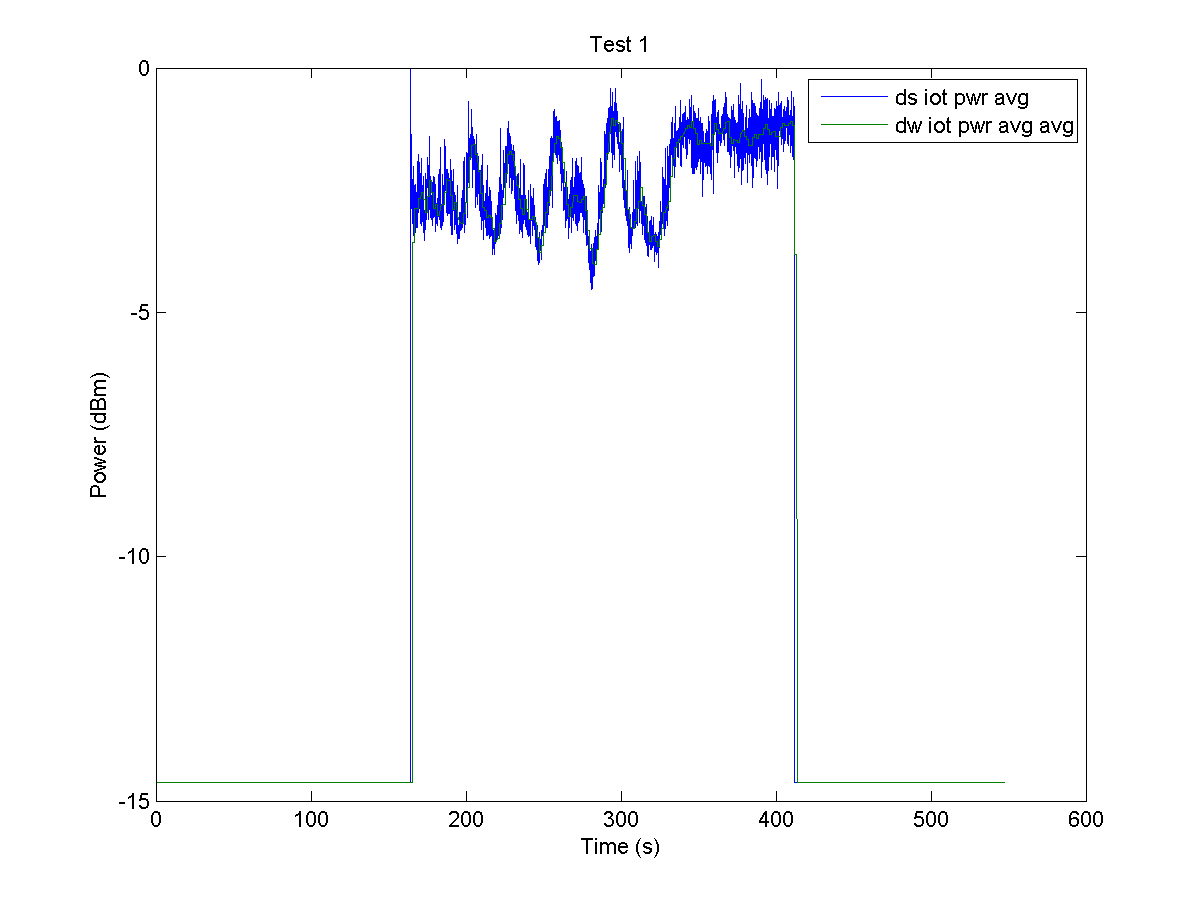 Test 1
ds iot pwr avg
dw iot pwr avg avg
0
-5
-10
-15
Power (dBm)
0 100 200 300 400 500 600
Time (s)